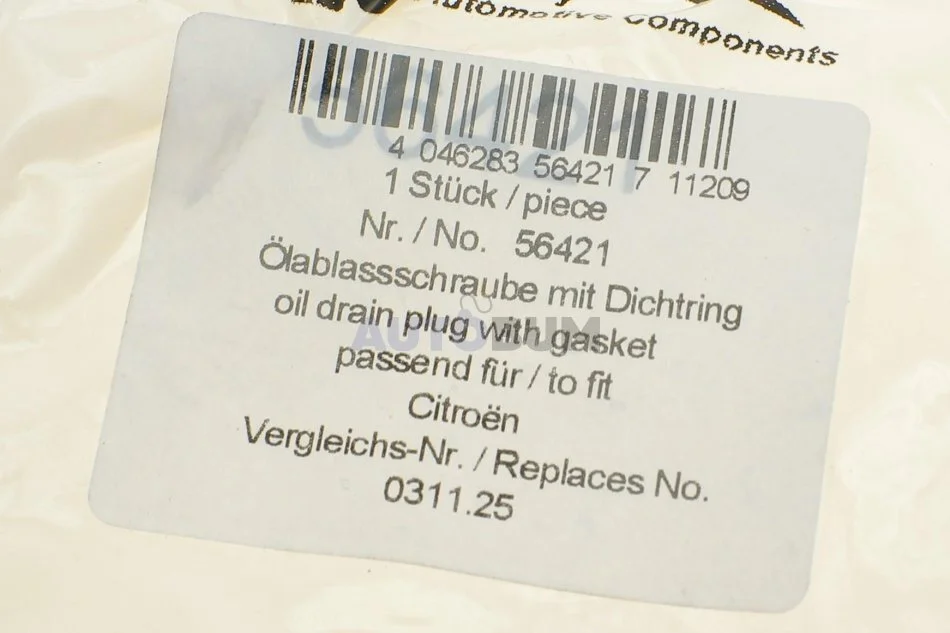 Automotive Components
4 046283 56421 7 11209
1 Stück / piece
Nr. / No. 56421
Ölablassschraube mit Dichtring
oil drain plug with gasket
AUTODUM
passend für / to fit
Citroën
Vergleichs-Nr. / Replaces No.
0311.25